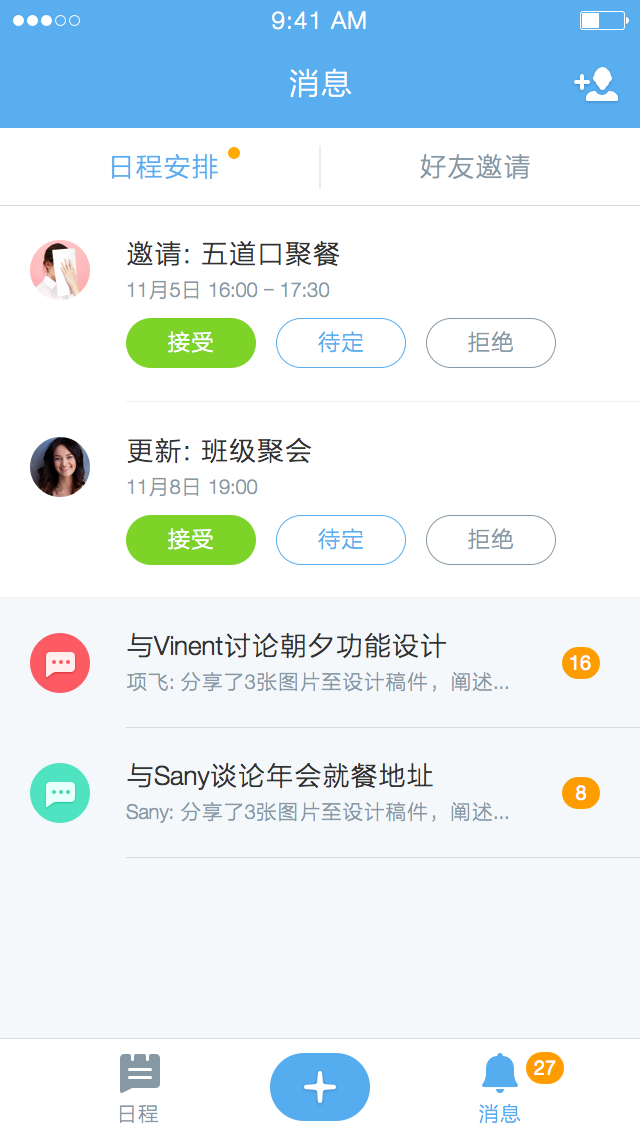 9:41 AM
消息
日程安排
好友邀请
邀请: 五道口聚餐
11月5日 16:00 – 17:30
接受 待定 拒绝
更新: 班级聚会
11月8日 19:00
接受 待定 拒绝
与Vinent讨论朝夕功能设计
16
项飞: 分享了3张图片至设计稿件，阐述...
与Sany谈论年会就餐地址
8
Sany: 分享了3张图片至设计稿件，阐述...
27
日程
消息